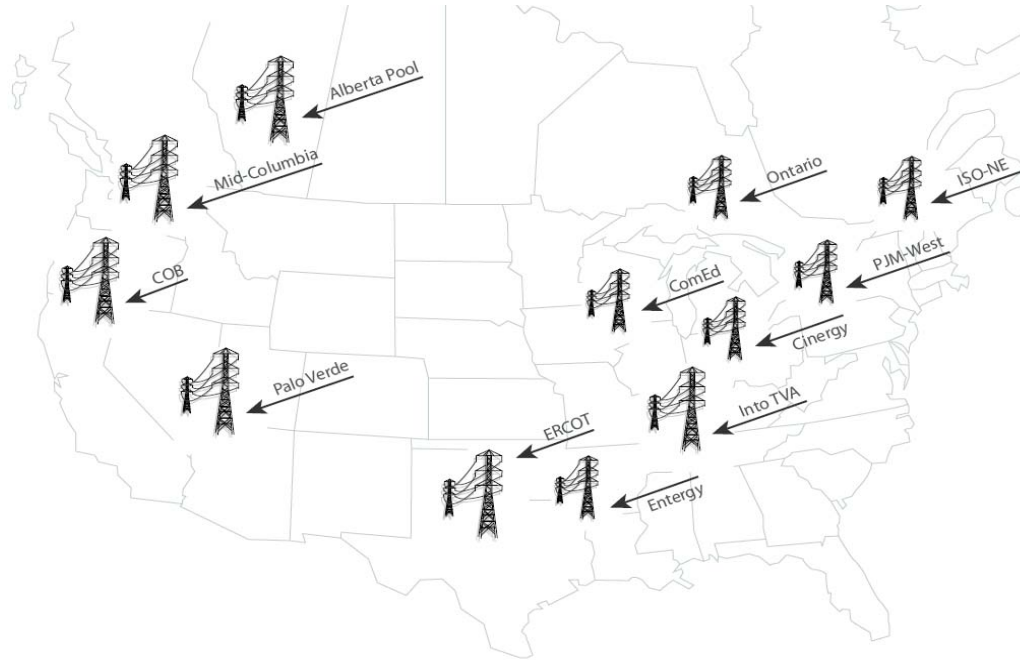 Alberta Pool
Mid-Columbia
Ontario
ISO-NE
COB
ComEd
PJM-West
Cinergy
Palo Verde
Into TVA
ERCOT
Entergy